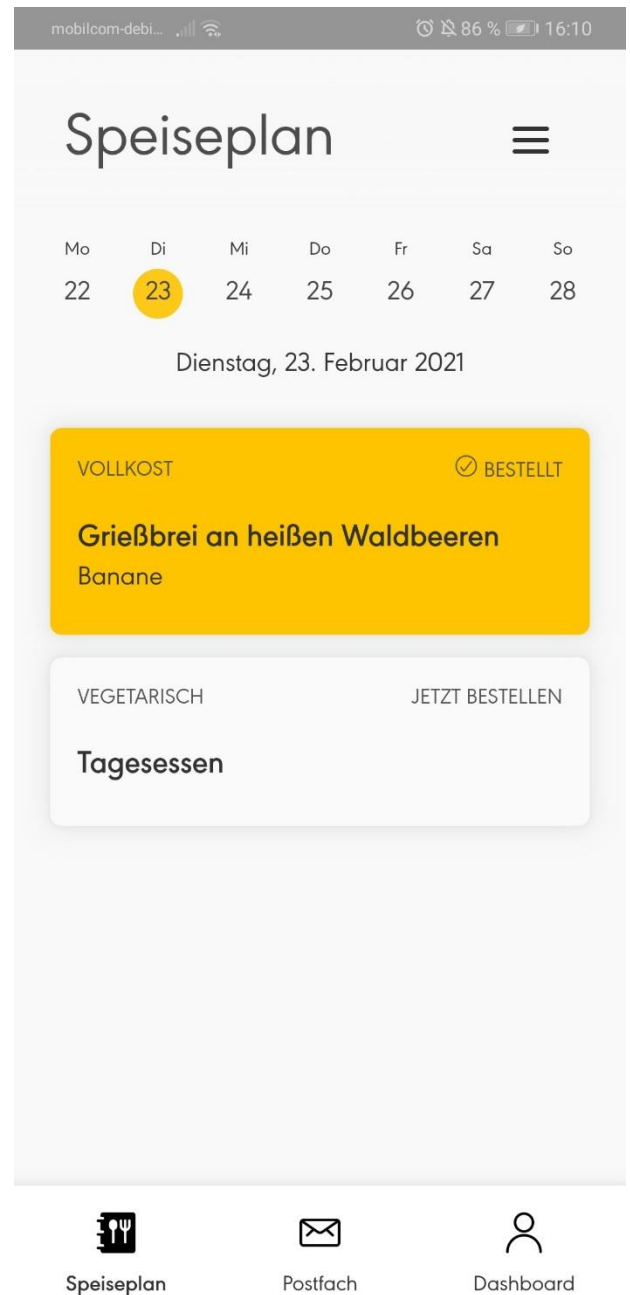 mobilcom-debi... 86 % 16:10
Speiseplan
Mo Di Mi Do Fr Sa So
22 23 24 25 26 27 28
Dienstag, 23. Februar 2021
VOLLKOST BESTELLT
Grießbrei an heißen Waldbeeren
Banane
VEGETARISCH JETZT BESTELLEN
Tagesessen
Speiseplan Postfach Dashboard